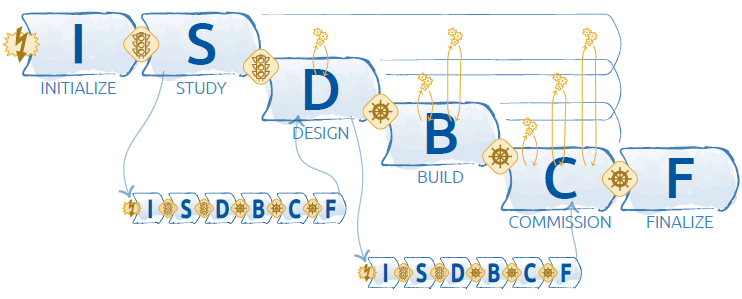 I
INITIALIZE
S
STUDY
D
DESIGN
B
BUILD
C
COMMISSION
F
FINALIZE
I S D B C F
I S D B C F